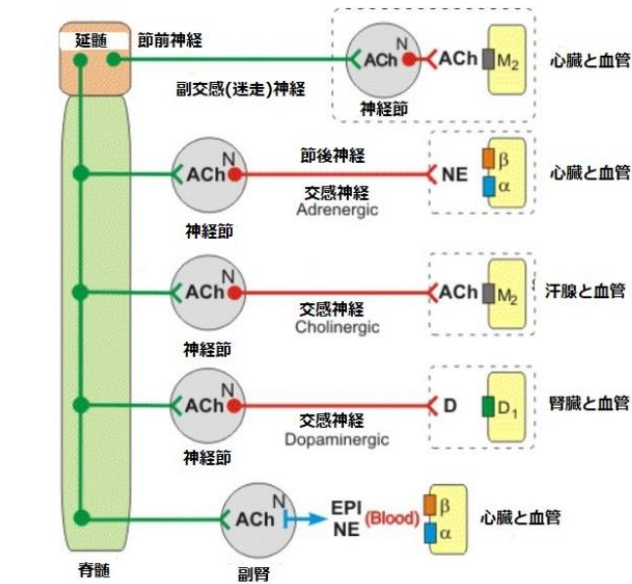 延髄
節前神経
副交感(迷走)神経
ACh
N
ACh
M2
心臓と血管
神経節
ACh
N
節後神経
交感神経
Adrenergic
NE
β
α
心臓と血管
神経節
ACh
N
交感神経
Cholinergic
ACh
M2
汗腺と血管
神経節
ACh
N
交感神経
Dopaminergic
D
D1
腎臓と血管
神経節
ACh
N
EPI
NE
(Blood)
β
α
心臓と血管
脊髄
副腎